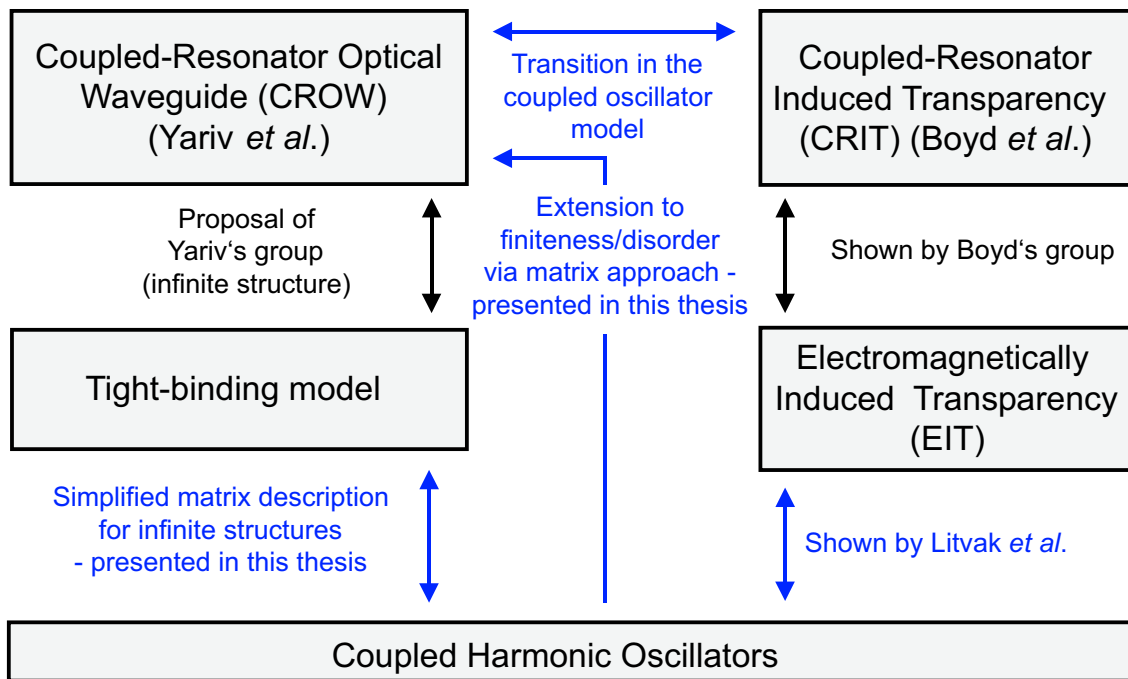 Coupled-Resonator Optical
Waveguide (CROW)
(Yariv et al.)
Transition in the
coupled oscillator
model
Coupled-Resonator
Induced Transparency
(CRIT) (Boyd et al.)
Proposal of
Yariv‘s group
(infinite structure)
Extension to
finiteness/disorder
via matrix approach -
presented in this thesis
Shown by Boyd‘s group
Tight-binding model
Electromagnetically
Induced Transparency
(EIT)
Simplified matrix description
for infinite structures
- presented in this thesis
Shown by Litvak et al.
Coupled Harmonic Oscillators